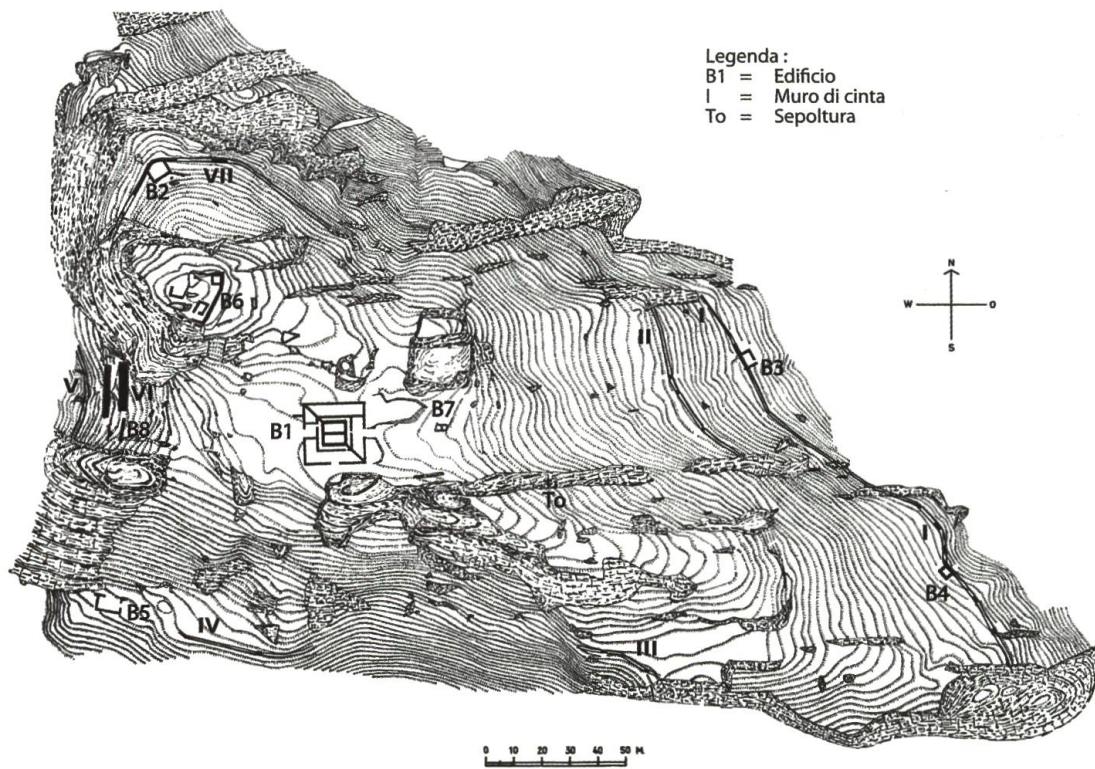 Legenda :
B1 = Edificio
I = Muro di cinta
To = Sepoltura
B2
VII
B6
N
W O
S
I
II
B3
V
VI
B7
B8
B1
To
I
B4
B5
IV
III
0 10 20 30 40 50 M.